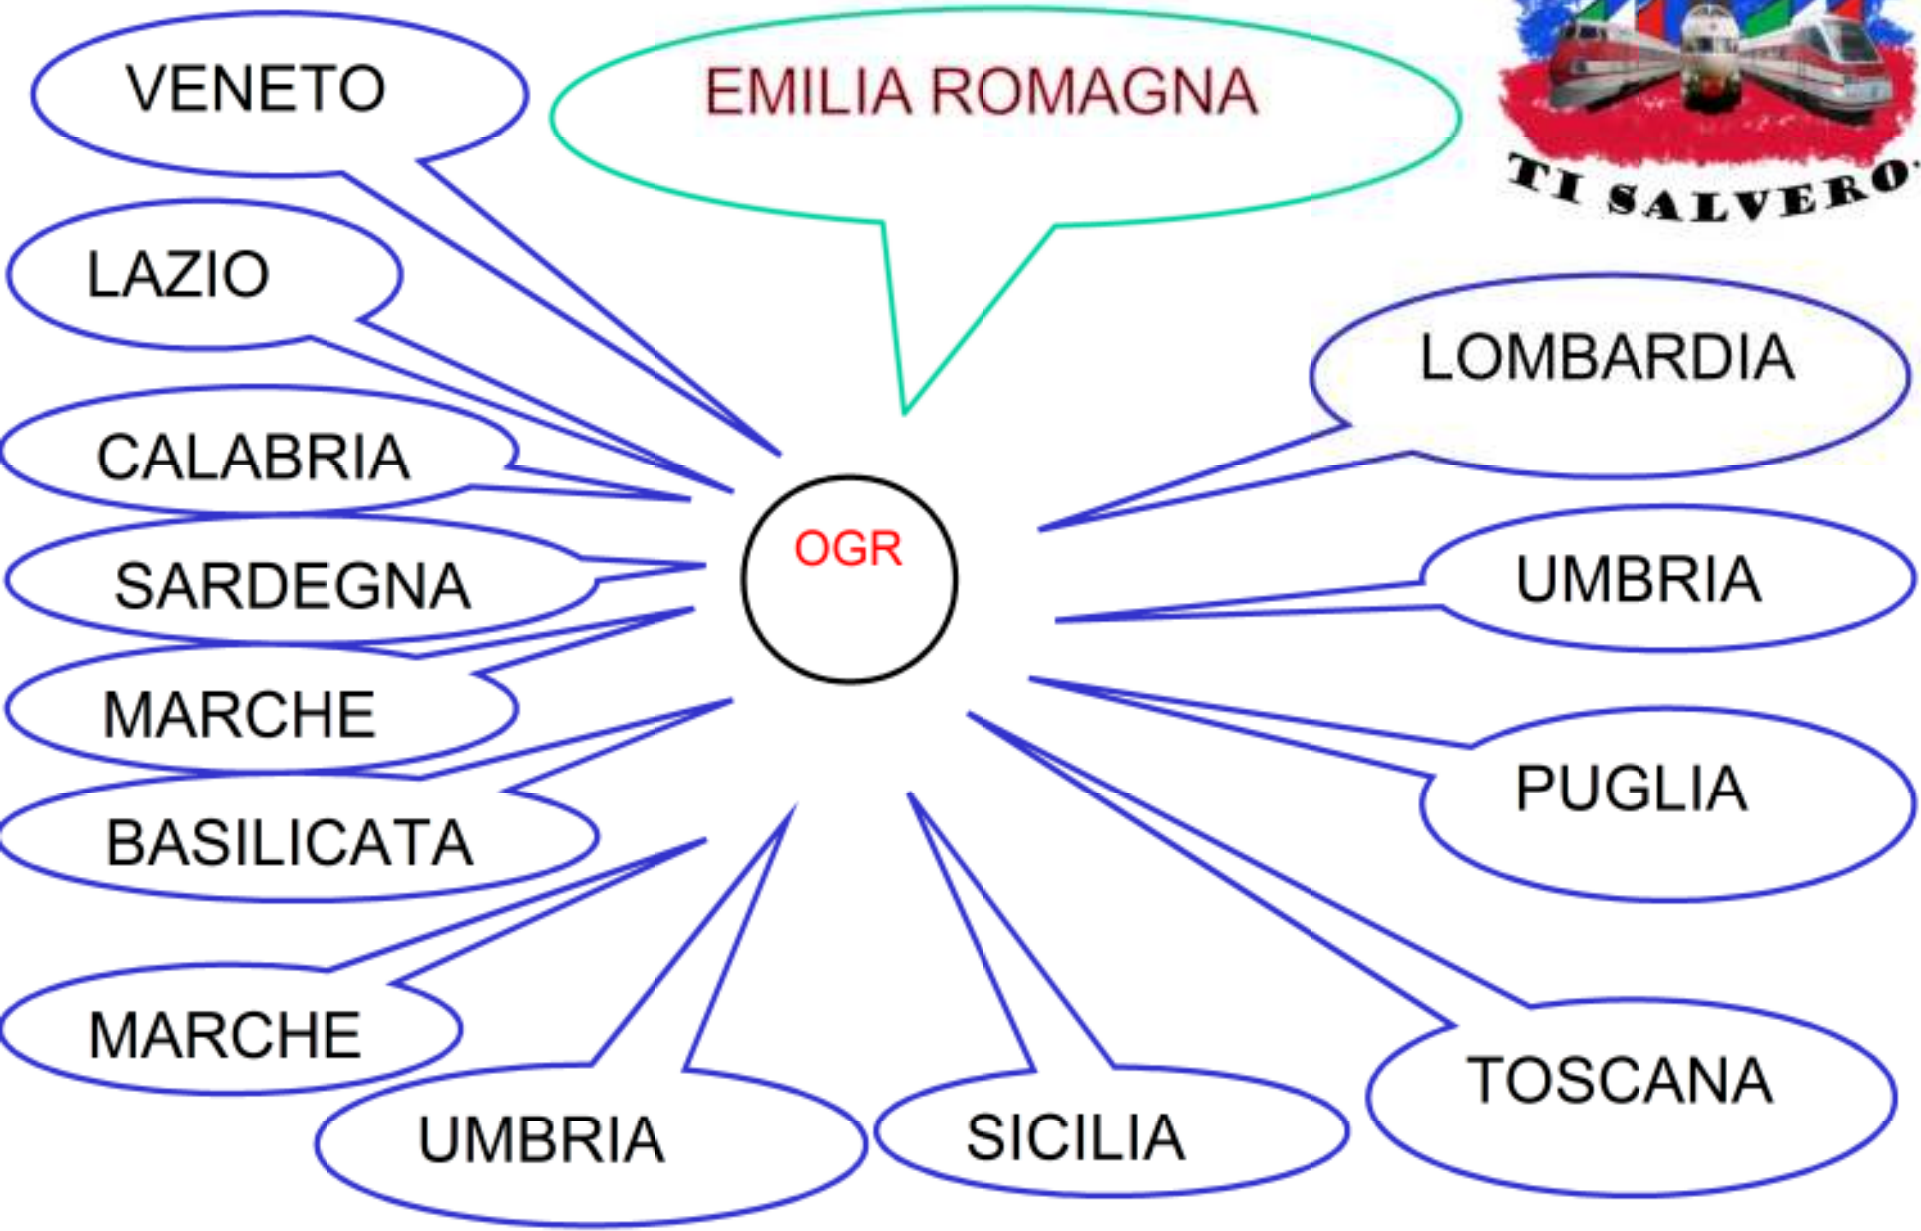 VENETO
EMILIA ROMAGNA
TI SALVERO'
LAZIO
LOMBARDIA
CALABRIA
OGR
SARDEGNA
UMBRIA
MARCHE
PUGLIA
BASILICATA
MARCHE
UMBRIA
SICILIA
TOSCANA